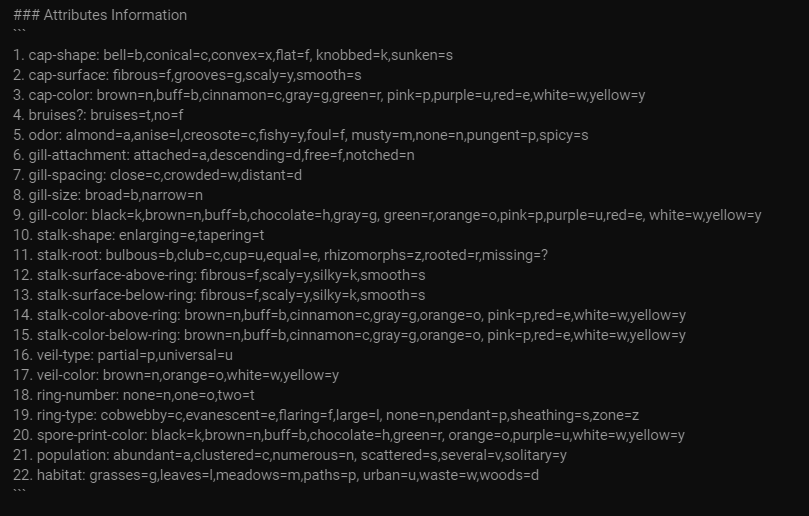 ### Attributes Information
```
1. cap-shape: bell=b,conical=c,convex=x,flat=f, knobbed=k,sunken=s
2. cap-surface: fibrous=f,grooves=g,scaly=y,smooth=s
3. cap-color: brown=n,buff=b,cinnamon=c,gray=g,green=r, pink=p,purple=u,red=e,white=w,yellow=y
4. bruises?: bruises=t,no=f
5. odor: almond=a,anise=l,creosote=c,fishy=y,foul=f, musty=m,none=n,pungent=p,spicy=s
6. gill-attachment: attached=a,descending=d,free=f,notched=n
7. gill-spacing: close=c,crowded=w,distant=d
8. gill-size: broad=b,narrow=n
9. gill-color: black=k,brown=n,buff=b,chocolate=h,gray=g, green=r,orange=o,pink=p,purple=u,red=e, white=w,yellow=y
10. stalk-shape: enlarging=e,tapering=t
11. stalk-root: bulbous=b,club=c,cup=u,equal=e, rhizomorphs=z,rooted=r,missing=?
12. stalk-surface-above-ring: fibrous=f,scaly=y,silky=k,smooth=s
13. stalk-surface-below-ring: fibrous=f,scaly=y,silky=k,smooth=s
14. stalk-color-above-ring: brown=n,buff=b,cinnamon=c,gray=g,orange=o, pink=p,red=e,white=w,yellow=y
15. stalk-color-below-ring: brown=n,buff=b,cinnamon=c,gray=g,orange=o, pink=p,red=e,white=w,yellow=y
16. veil-type: partial=p,universal=u
17. veil-color: brown=n,orange=o,white=w,yellow=y
18. ring-number: none=n,one=o,two=t
19. ring-type: cobwebby=c,evanescent=e,flaring=f,large=l, none=n,pendant=p,sheathing=s,zone=z
20. spore-print-color: black=k,brown=n,buff=b,chocolate=h,green=r, orange=o,purple=u,white=w,yellow=y
21. population: abundant=a,clustered=c,numerous=n, scattered=s,several=v,solitary=y
22. habitat: grasses=g,leaves=l,meadows=m,paths=p, urban=u,waste=w,woods=d
```